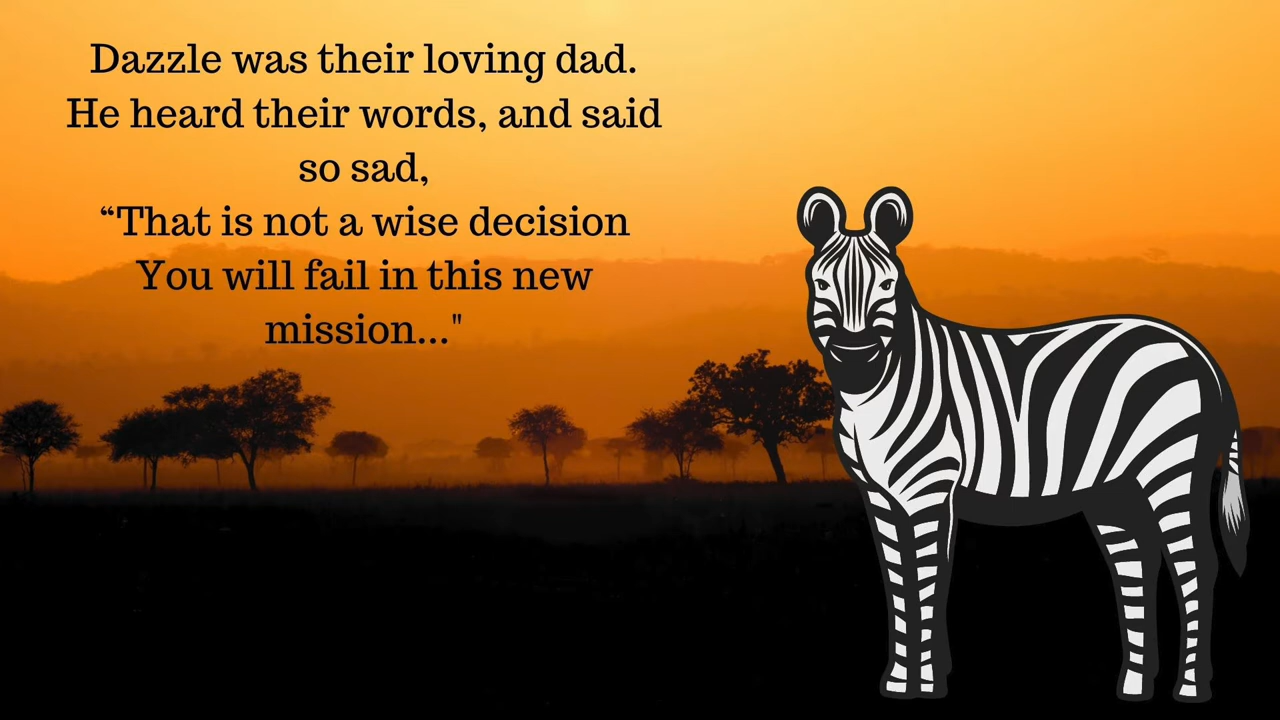 Dazzle was their loving dad.
He heard their words, and said
so sad,
“That is not a wise decision
You will fail in this new
mission..."